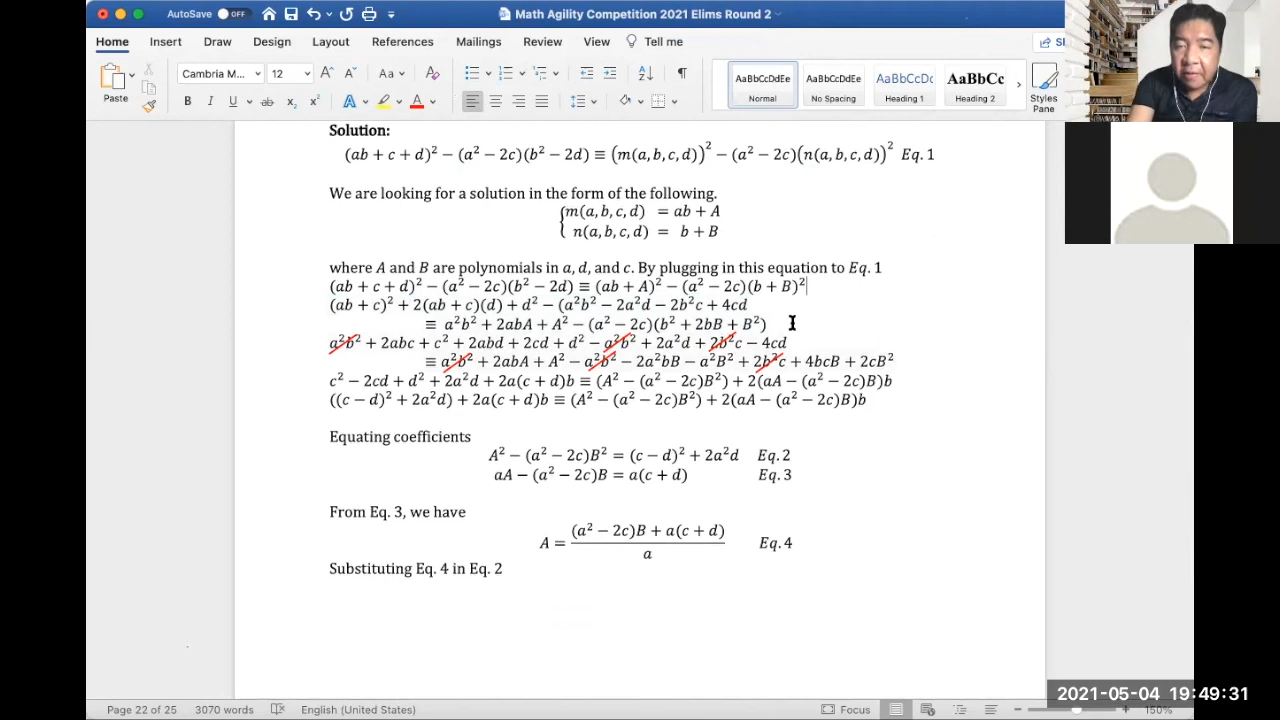 AutoSave OFF Math Agility Competition 2021 Elims Round 2
Home Insert Draw Design Layout References Mailings Review View Tell me
Paste Cambria M... 12 Aa AaBbCcDdEe AaBbCcDdEe AaBbCcDc AaBbCc Styles
B I U ab x₂ x² A A Normal No Spacing Heading 1 Heading 2 Pane
Solution:
(ab + c + d)² − (a² − 2c)(b² − 2d) ≡ (m(a, b, c, d))² − (a² − 2c)(n(a, b, c, d))² Eq. 1
We are looking for a solution in the form of the following.
m(a, b, c, d) = ab + A
n(a, b, c, d) = b + B
where A and B are polynomials in a, d, and c. By plugging in this equation to Eq. 1
(ab + c + d)² − (a² − 2c)(b² − 2d) ≡ (ab + A)² − (a² − 2c)(b + B)²
(ab + c)² + 2(ab + c)(d) + d² − (a²b² − 2a²d − 2b²c + 4cd
≡ a²b² + 2abA + A² − (a² − 2c)(b² + 2bB + B²)
a²b² + 2abc + c² + 2abd + 2cd + d² − a²b² + 2a²d + 2b²c − 4cd
≡ a²b² + 2abA + A² − a²b² − 2a²bB − a²B² + 2b²c + 4bcB + 2cB²
c² − 2cd + d² + 2a²d + 2a(c + d)b ≡ (A² − (a² − 2c)B²) + 2(aA − (a² − 2c)B)b
((c − d)² + 2a²d) + 2a(c + d)b ≡ (A² − (a² − 2c)B²) + 2(aA − (a² − 2c)B)b
Equating coefficients
A² − (a² − 2c)B² = (c − d)² + 2a²d Eq. 2
aA − (a² − 2c)B = a(c + d) Eq. 3
From Eq. 3, we have
A = ((a² − 2c)B + a(c + d)) / a Eq. 4
Substituting Eq. 4 in Eq. 2
2021-05-04 19:49:31
Page 22 of 25 3070 words English (United States) Focus 150%